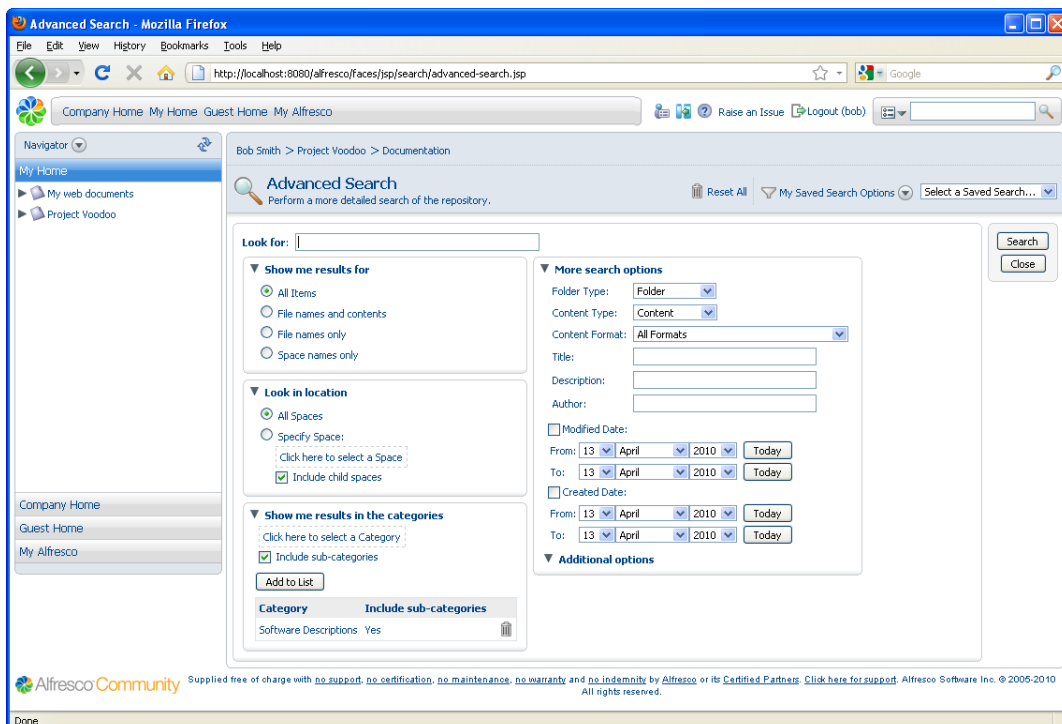 Advanced Search - Mozilla Firefox
File Edit View History Bookmarks Tools Help
http://localhost:8080/alfresco/faces/jsp/search/advanced-search.jsp
Google
Company Home My Home Guest Home My Alfresco
Raise an Issue Logout (bob)
Navigator
My Home
My web documents
Project Voodoo
Company Home
Guest Home
My Alfresco
Bob Smith > Project Voodoo > Documentation
Advanced Search
Perform a more detailed search of the repository.
Reset All My Saved Search Options Select a Saved Search...
Look for:
Search
Close
Show me results for
All Items
File names and contents
File names only
Space names only
Look in location
All Spaces
Specify Space:
Click here to select a Space
Include child spaces
Show me results in the categories
Click here to select a Category
Include sub-categories
Add to List
Category Include sub-categories
Software Descriptions Yes
More search options
Folder Type: Folder
Content Type: Content
Content Format: All Formats
Title:
Description:
Author:
Modified Date:
From: 13 April 2010 Today
To: 13 April 2010 Today
Created Date:
From: 13 April 2010 Today
To: 13 April 2010 Today
Additional options
Alfresco Community
Supplied free of charge with no support, no certification, no maintenance, no warranty and no indemnity by Alfresco or its Certified Partners. Click here for support. Alfresco Software Inc. © 2005-2010
All rights reserved.
Done